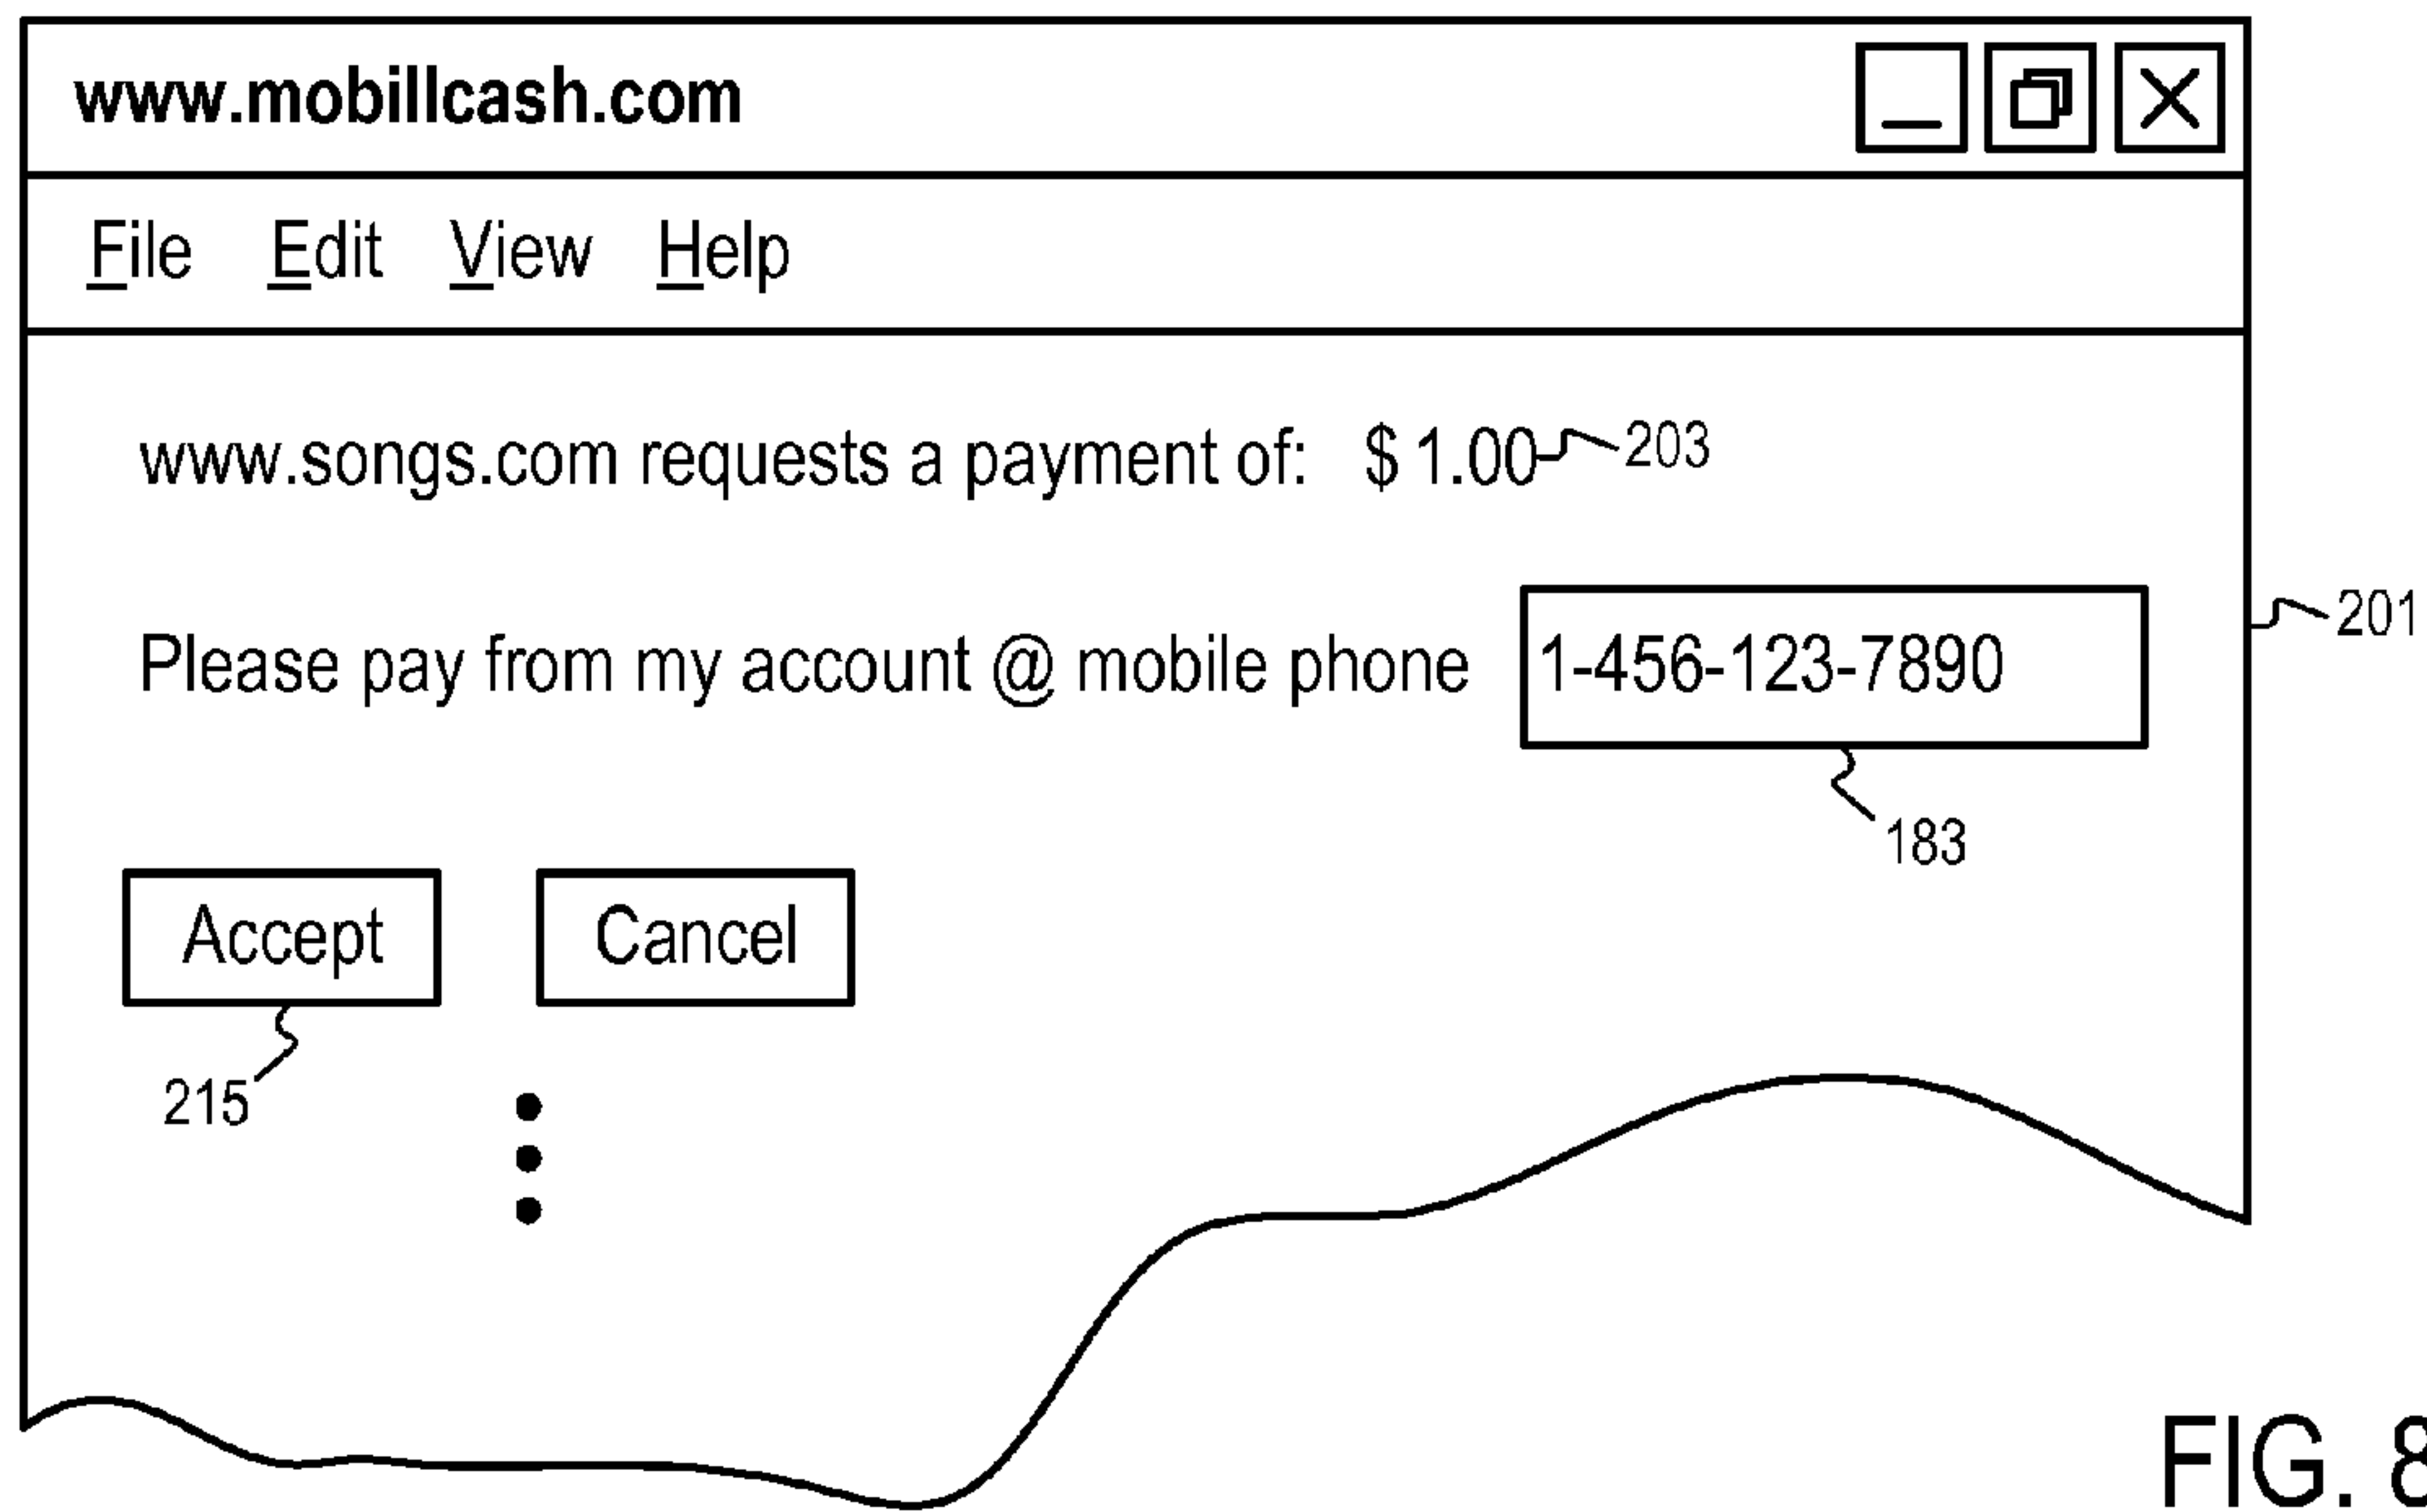 www.mobillcash.com
File Edit View Help
www.songs.com requests a payment of: $ 1.00 203
201
Please pay from my account @ mobile phone 1-456-123-7890
183
Accept Cancel
215
FIG. 8